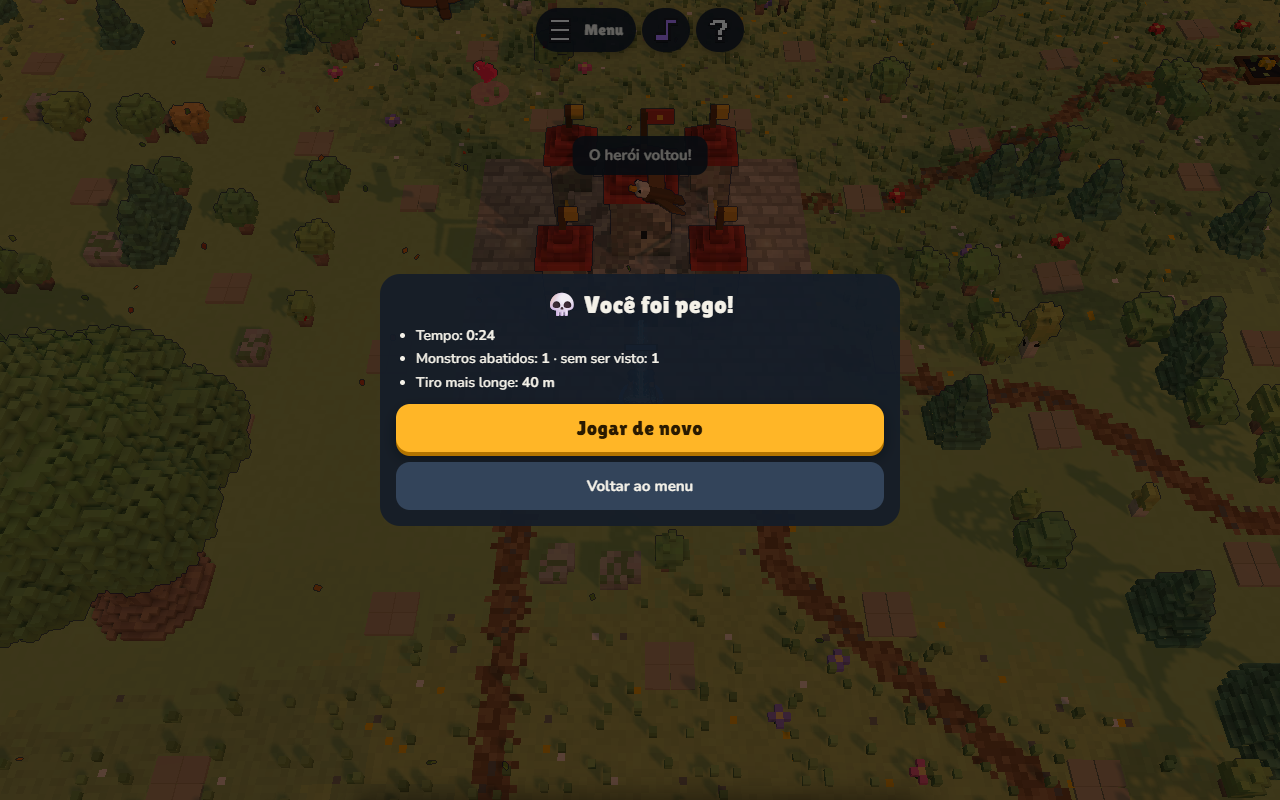 Menu
?
O herói voltou!
Você foi pego!
Tempo: 0:24
Monstros abatidos: 1 · sem ser visto: 1
Tiro mais longe: 40 m
Jogar de novo
Voltar ao menu